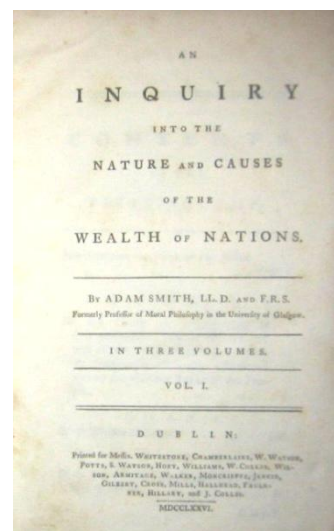 AN
INQUIRY
INTO THE
NATURE AND CAUSES
OF THE
WEALTH OF NATIONS.
BY ADAM SMITH, LL.D. AND F.R.S.
Formerly Professor of Moral Philosophy in the University of Glasgow.
IN THREE VOLUMES.
VOL. I.
DUBLIN:
Printed for Messrs. WHITESTONE, CHAMBERLAINE, W. WATSON,
POTTS, S. WATSON, HOEY, WILLIAMS, W. COLLES, WIL-
SON, ARMITAGE, WALKER, MONCRIEFFE, JENKIN,
GILBERT, CROSS, MILLS, HALLHEAD, FAULK-
NER, HILLARY, and J. COLLES.
MDCCLXXVI.